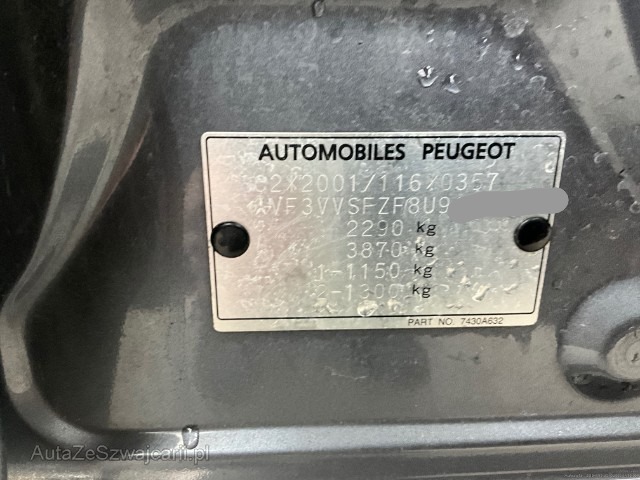 AUTOMOBILES PEUGEOT
e2*2001/116*0357
*VF3VVSFZF8U9
2290 kg
3870 kg
1-1150 kg
2-1300 kg
PART NO. 7430A632
AutaZeSzwajcarii.pl